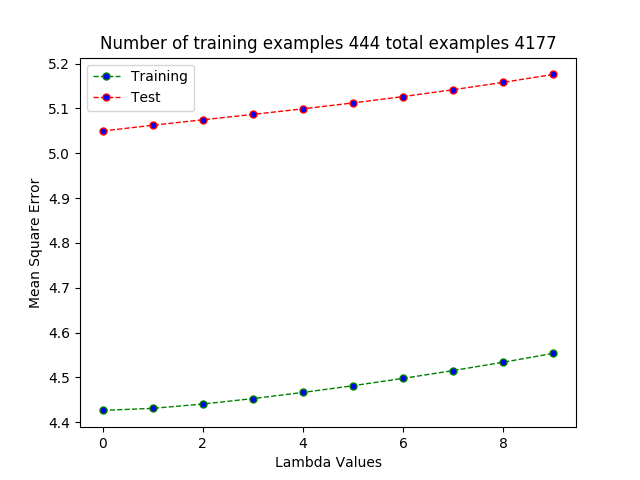 Number of training examples 444 total examples 4177
Training
Test
5.2
5.1
5.0
4.9
4.8
4.7
4.6
4.5
4.4
Mean Square Error
0 2 4 6 8
Lambda Values